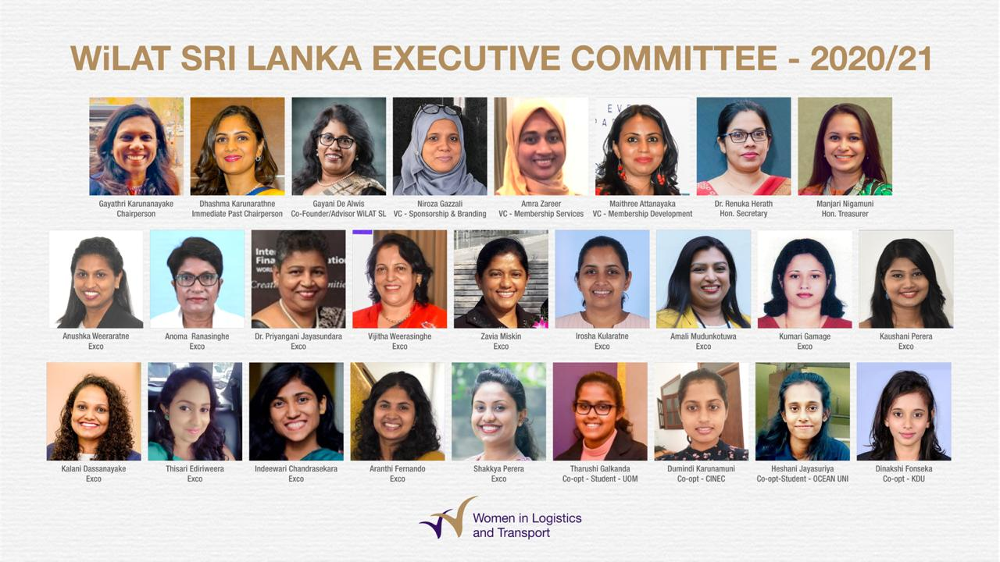 WiLAT SRI LANKA EXECUTIVE COMMITTEE - 2020/21
EVE
PA
Gayathri Karunanayake
Chairperson
Dhashma Karunarathne
Immediate Past Chairperson
Gayani De Alwis
Co-Founder/Advisor WiLAT SL
Niroza Gazzali
VC - Sponsorship & Branding
Amra Zareer
VC - Membership Services
Maithree Attanayaka
VC - Membership Development
Dr. Renuka Herath
Hon. Secretary
Manjari Nigamuni
Hon. Treasurer
Anushka Weeraratne
Exco
Anoma Ranasinghe
Exco
Dr. Priyangani Jayasundara
Exco
Vijitha Weerasinghe
Exco
Zavia Miskin
Exco
Irosha Kularatne
Exco
Amali Mudunkotuwa
Exco
Kumari Gamage
Exco
Kaushani Perera
Exco
Kalani Dassanayake
Exco
Thisari Ediriweera
Exco
Indeewari Chandrasekara
Exco
Aranthi Fernando
Exco
Shakkya Perera
Exco
Tharushi Galkanda
Co-opt - Student - UOM
Dumindi Karunamuni
Co-opt - CINEC
Heshani Jayasuriya
Co-opt-Student - OCEAN UNI
Dinakshi Fonseka
Co-opt - KDU
Women in Logistics
and Transport